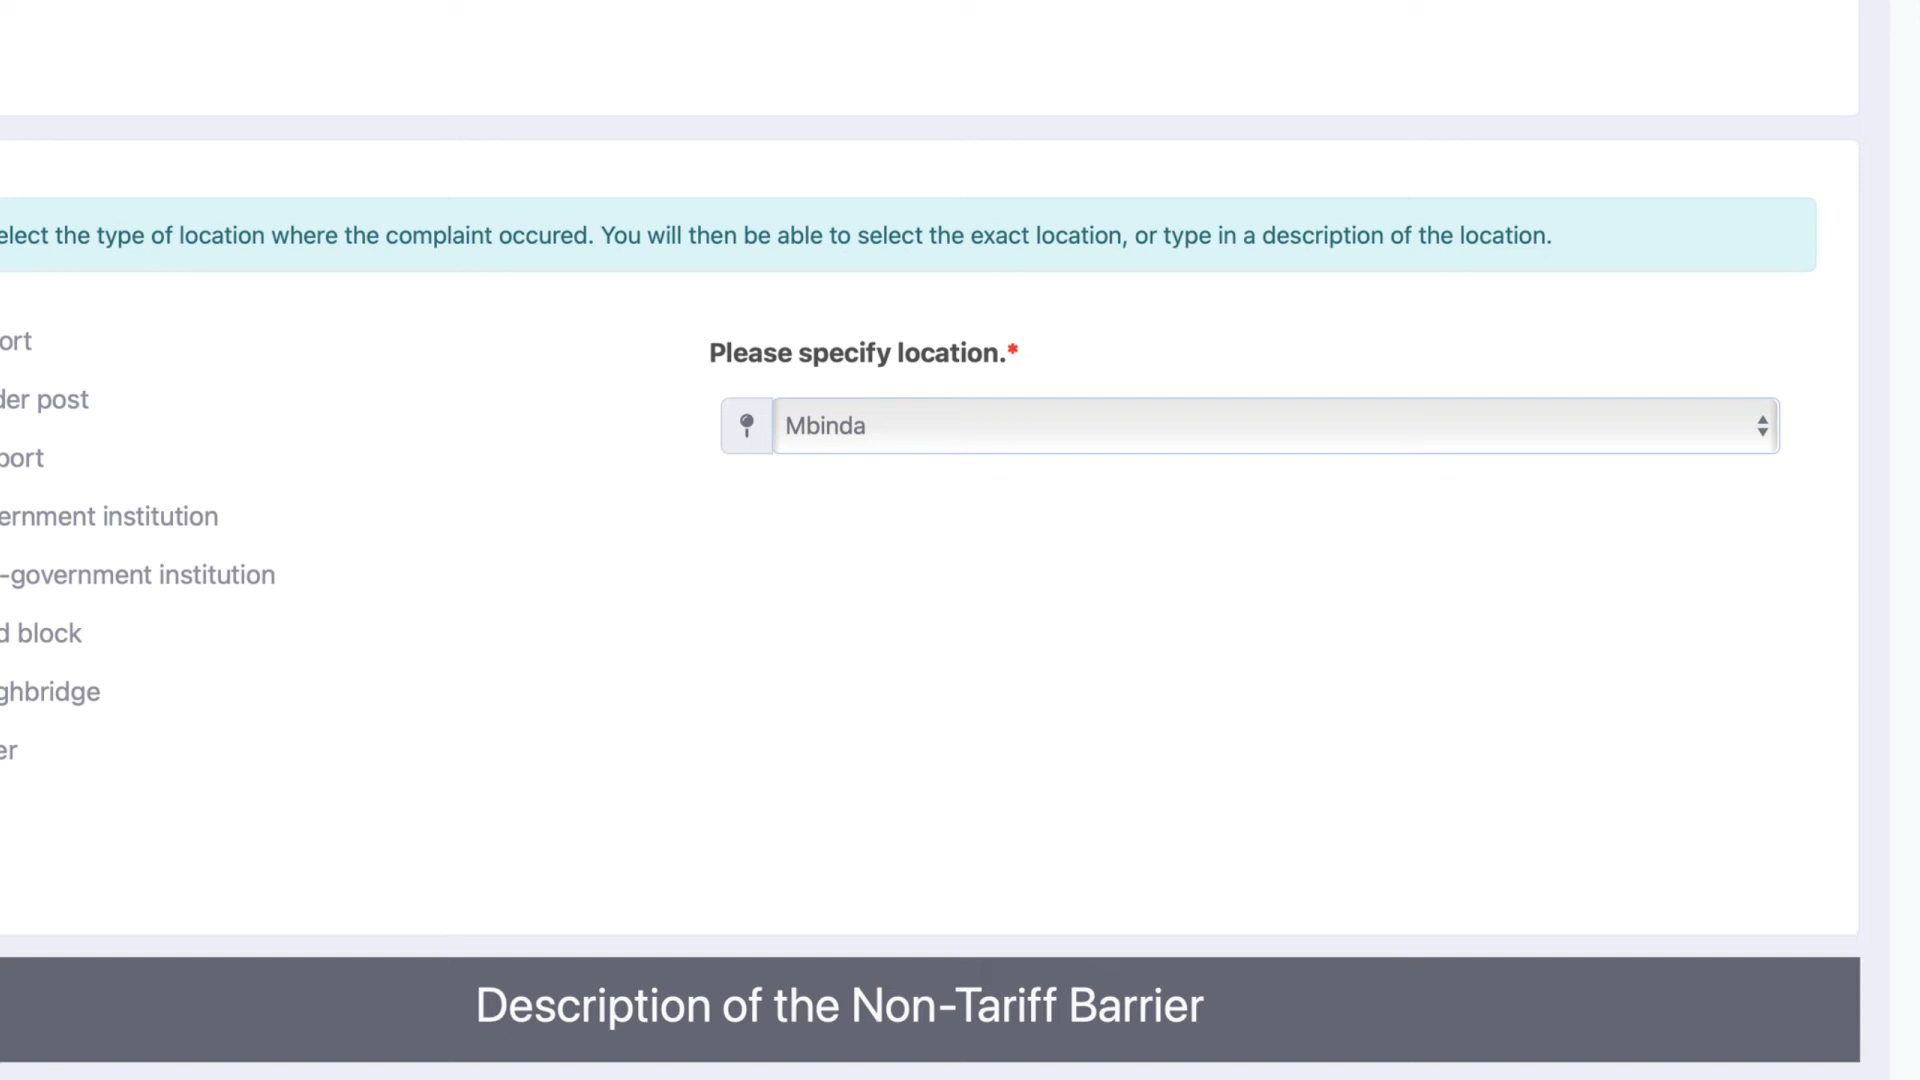 elect the type of location where the complaint occured. You will then be able to select the exact location, or type in a description of the location.
ort
Please specify location.*
der post
Mbinda
port
ernment institution
-government institution
d block
ghbridge
er
Description of the Non-Tariff Barrier